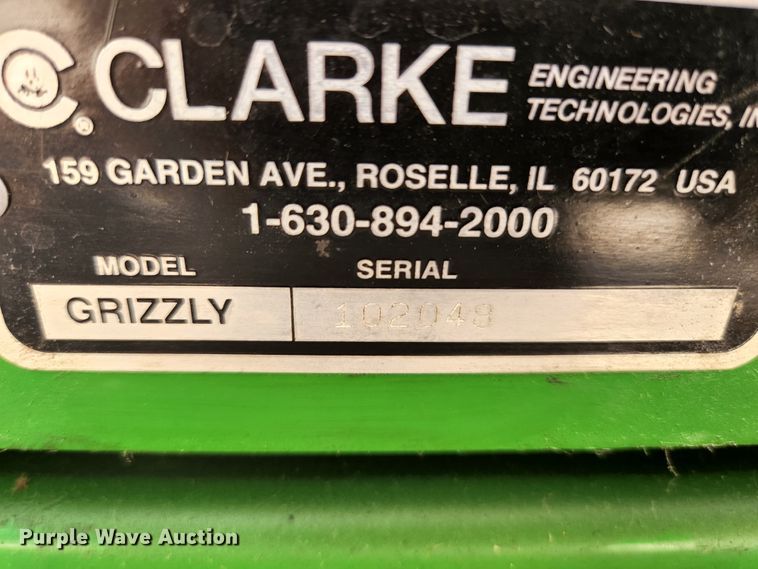 C.® CLARKE ENGINEERING
TECHNOLOGIES, IN
159 GARDEN AVE., ROSELLE, IL 60172 USA
1-630-894-2000
MODEL SERIAL
GRIZZLY 102048
Purple Wave Auction